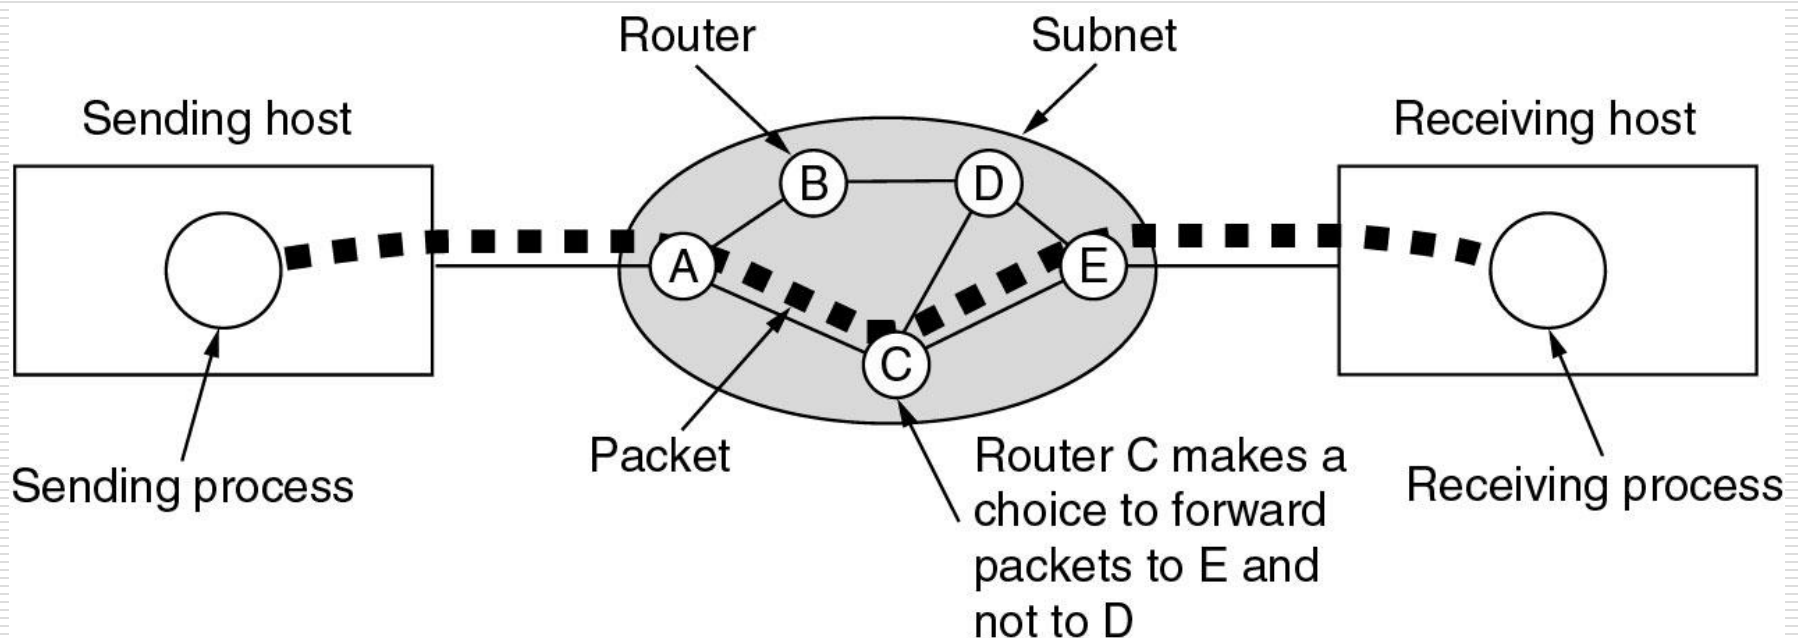 Router
Subnet
Sending host
Receiving host
B
D
A
E
C
Packet
Router C makes a
choice to forward
packets to E and
not to D
Sending process
Receiving process